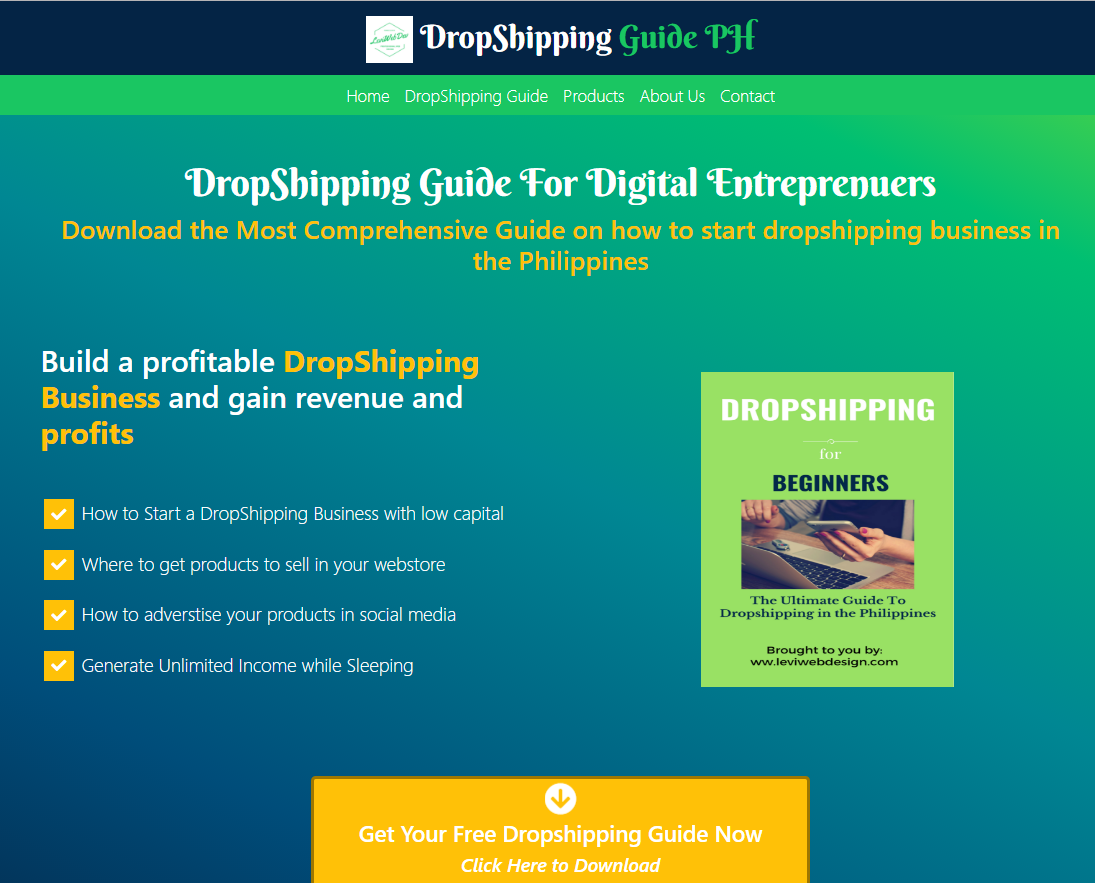 LeviWebDev
DropShipping Guide PH
Home DropShipping Guide Products About Us Contact
DropShipping Guide For Digital Entreprenuers
Download the Most Comprehensive Guide on how to start dropshipping business in
the Philippines
Build a profitable DropShipping
Business and gain revenue and
profits
How to Start a DropShipping Business with low capital
Where to get products to sell in your webstore
How to adverstise your products in social media
Generate Unlimited Income while Sleeping
DROPSHIPPING
for
BEGINNERS
The Ultimate Guide To
Dropshipping in the Philippines
Brought to you by:
ww.leviwebdesign.com
Get Your Free Dropshipping Guide Now
Click Here to Download